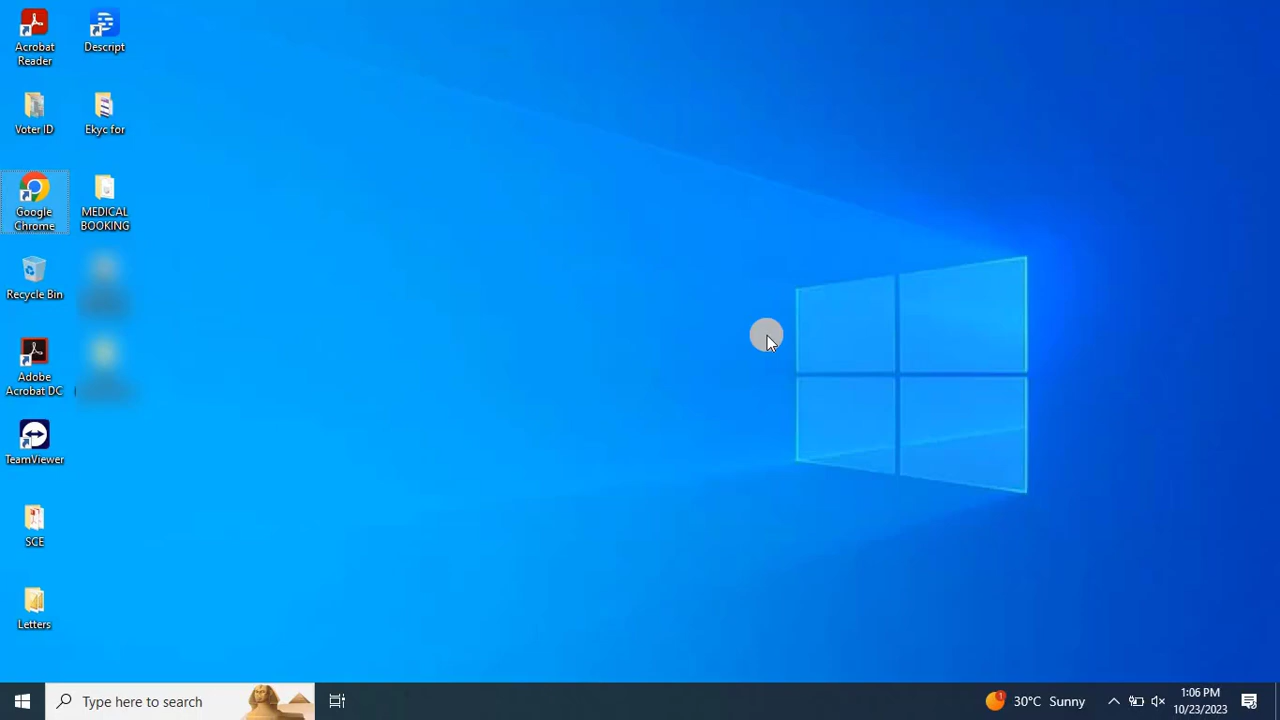 Acrobat
Reader
Descript
Voter ID
Ekyc for
Google
Chrome
MEDICAL
BOOKING
Recycle Bin
Adobe
Acrobat DC
TeamViewer
SCE
Letters
Type here to search
1
30°C Sunny
1:06 PM
10/23/2023